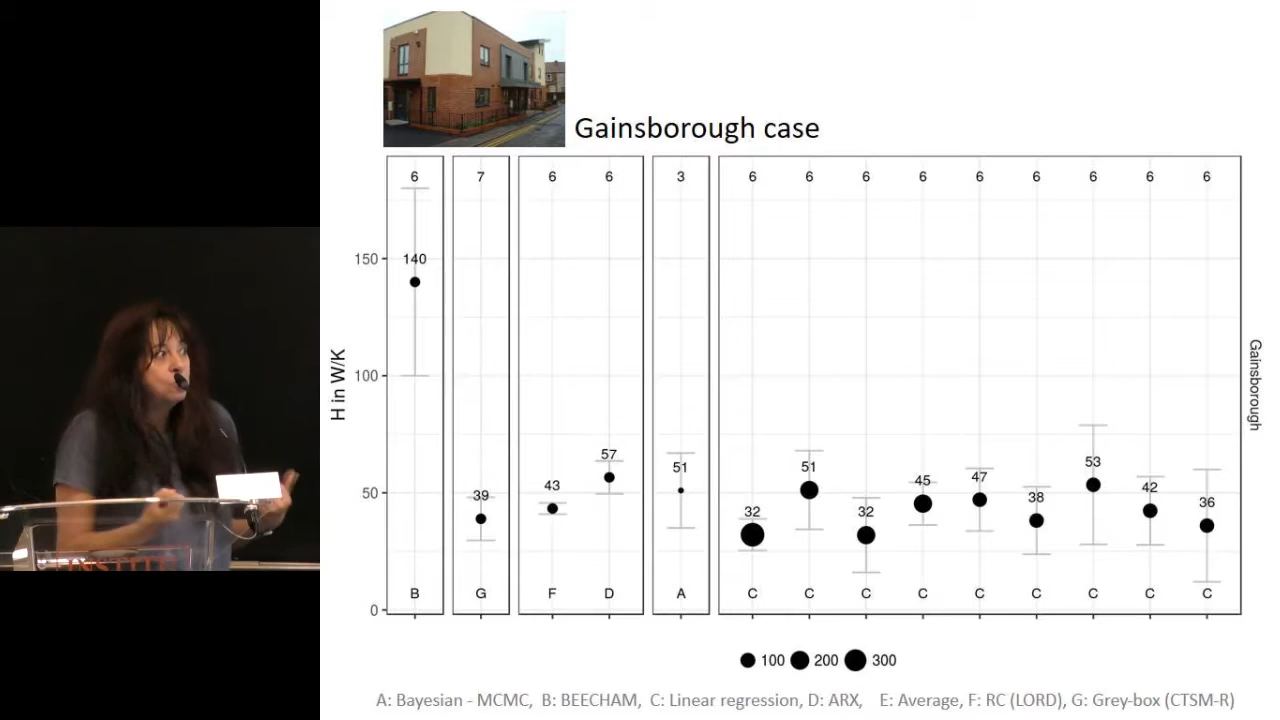 Gainsborough case
6 7 6 6 3 6 6 6 6 6 6 6 6 6
150
100
50
0
H in W/K
140
39
43
57
51
32
51
32
45
47
38
53
42
36
B G F D A C C C C C C C C C
Gainsborough
100 200 300
A: Bayesian - MCMC, B: BEECHAM, C: Linear regression, D: ARX, E: Average, F: RC (LORD), G: Grey-box (CTSM-R)
INSTITUTE